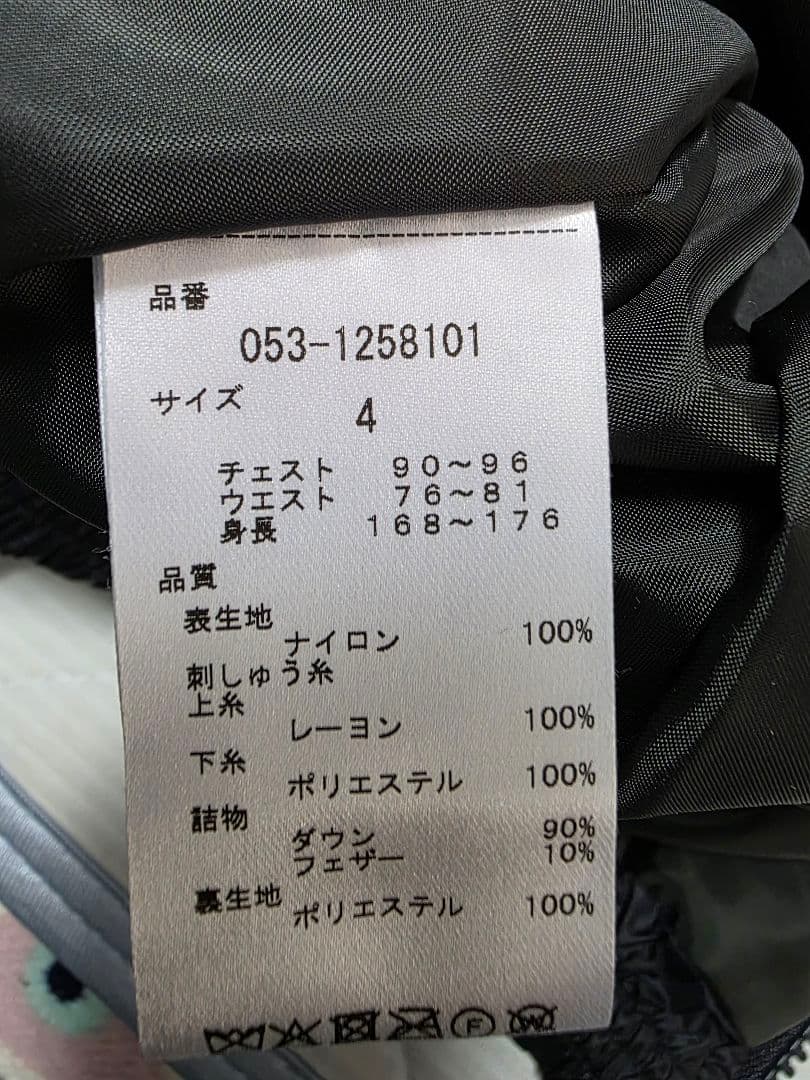 品番
053-1258101
サイズ
4
チェスト 90~96
ウエスト 76~81
身長 168~176
品質
表生地
ナイロン 100%
刺しゅう糸
上糸
レーヨン 100%
下糸
ポリエステル 100%
詰物
ダウン 90%
フェザー 10%
裏生地
ポリエステル 100%
F W